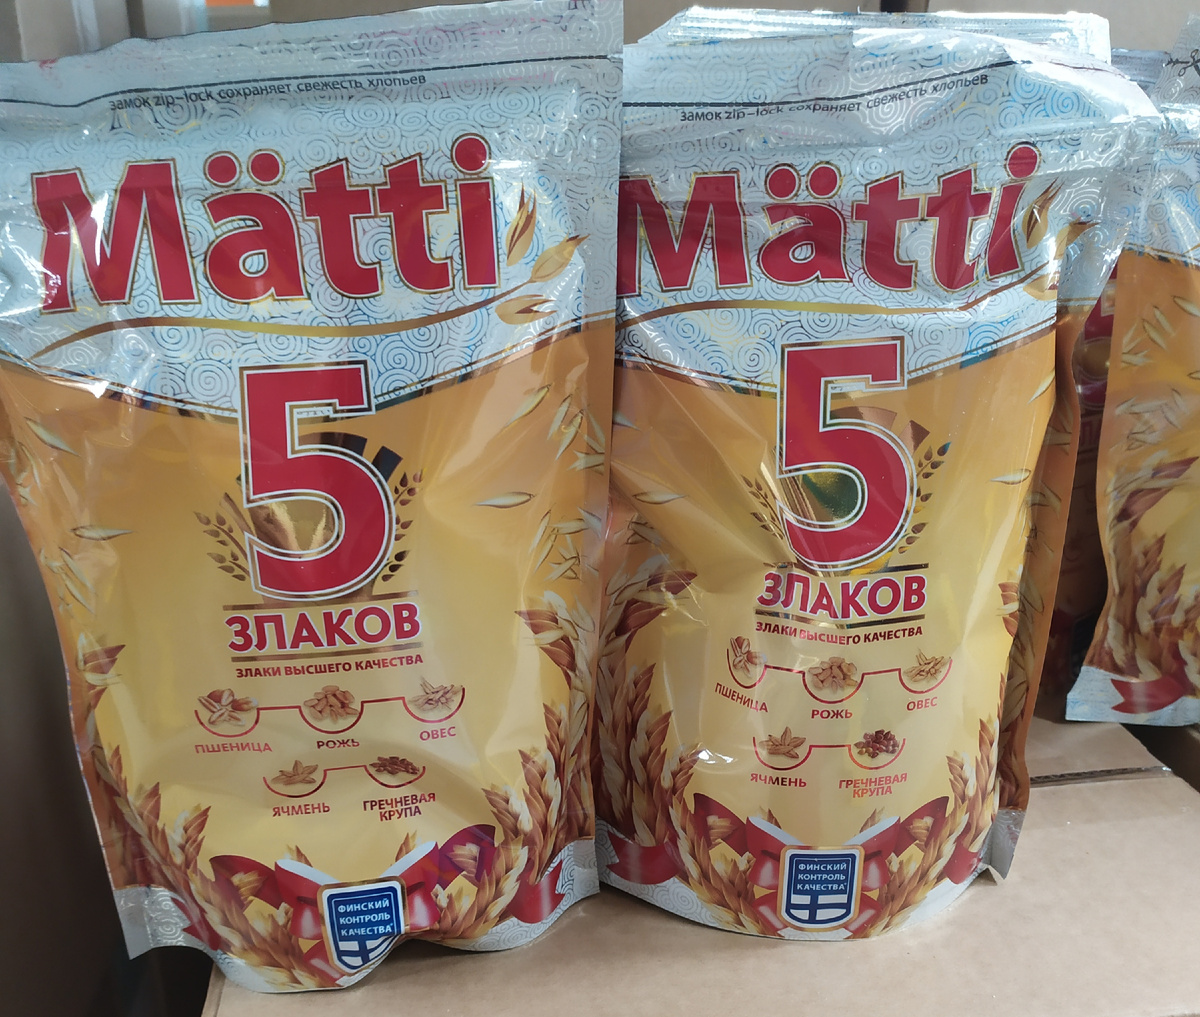 замок zip-lock сохраняет свежесть хлопьев
Mätti
5
ЗЛАКОВ
ЗЛАКИ ВЫСШЕГО КАЧЕСТВА
ПШЕНИЦА
РОЖЬ
ОВЕС
ЯЧМЕНЬ
ГРЕЧНЕВАЯ
КРУПА
ФИНСКИЙ
КОНТРОЛЬ
КАЧЕСТВА*
замок zip-lock сохраняет свежесть хлопьев
Mätti
5
ЗЛАКОВ
ЗЛАКИ ВЫСШЕГО КАЧЕСТВА
ПШЕНИЦА
РОЖЬ
ОВЕС
ЯЧМЕНЬ
ГРЕЧНЕВАЯ
КРУПА
ФИНСКИЙ
КОНТРОЛЬ
КАЧЕСТВА*